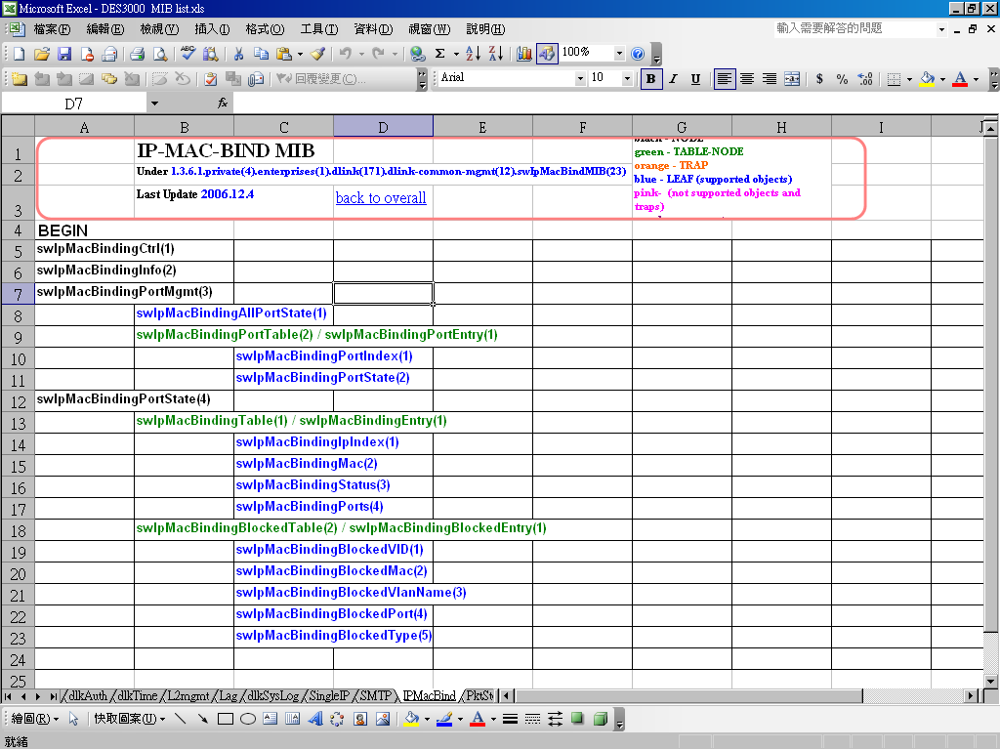 Microsoft Excel - DES3000 MIB list.xls
檔案(F) 編輯(E) 檢視(V) 插入(I) 格式(O) 工具(T) 資料(D) 視窗(W) 說明(H) 輸入需要解答的問題
Σ 100%
回覆變更(C)... Arial 10 B I U $ % A
D7 fx
A B C D E F G H I J
1 IP-MAC-BIND MIB black - NODE
green - TABLE-NODE
2 Under 1.3.6.1.private(4).enterprises(1).dlink(171).dlink-common-mgmt(12).swIpMacBindMIB(23) orange - TRAP
blue - LEAF (supported objects)
3 Last Update 2006.12.4 back to overall pink- (not supported objects and
traps)
4 BEGIN
5 swIpMacBindingCtrl(1)
6 swIpMacBindingInfo(2)
7 swIpMacBindingPortMgmt(3)
8 swIpMacBindingAllPortState(1)
9 swIpMacBindingPortTable(2) / swIpMacBindingPortEntry(1)
10 swIpMacBindingPortIndex(1)
11 swIpMacBindingPortState(2)
12 swIpMacBindingPortState(4)
13 swIpMacBindingTable(1) / swIpMacBindingEntry(1)
14 swIpMacBindingIpIndex(1)
15 swIpMacBindingMac(2)
16 swIpMacBindingStatus(3)
17 swIpMacBindingPorts(4)
18 swIpMacBindingBlockedTable(2) / swIpMacBindingBlockedEntry(1)
19 swIpMacBindingBlockedVID(1)
20 swIpMacBindingBlockedMac(2)
21 swIpMacBindingBlockedVlanName(3)
22 swIpMacBindingBlockedPort(4)
23 swIpMacBindingBlockedType(5)
24
25
dlkAuth / dlkTime / L2mgmt / Lag / dlkSysLog / SingleIP / SMTP \ IPMacBind / PktSt
繪圖(R) 快取圖案(U) A
就緒